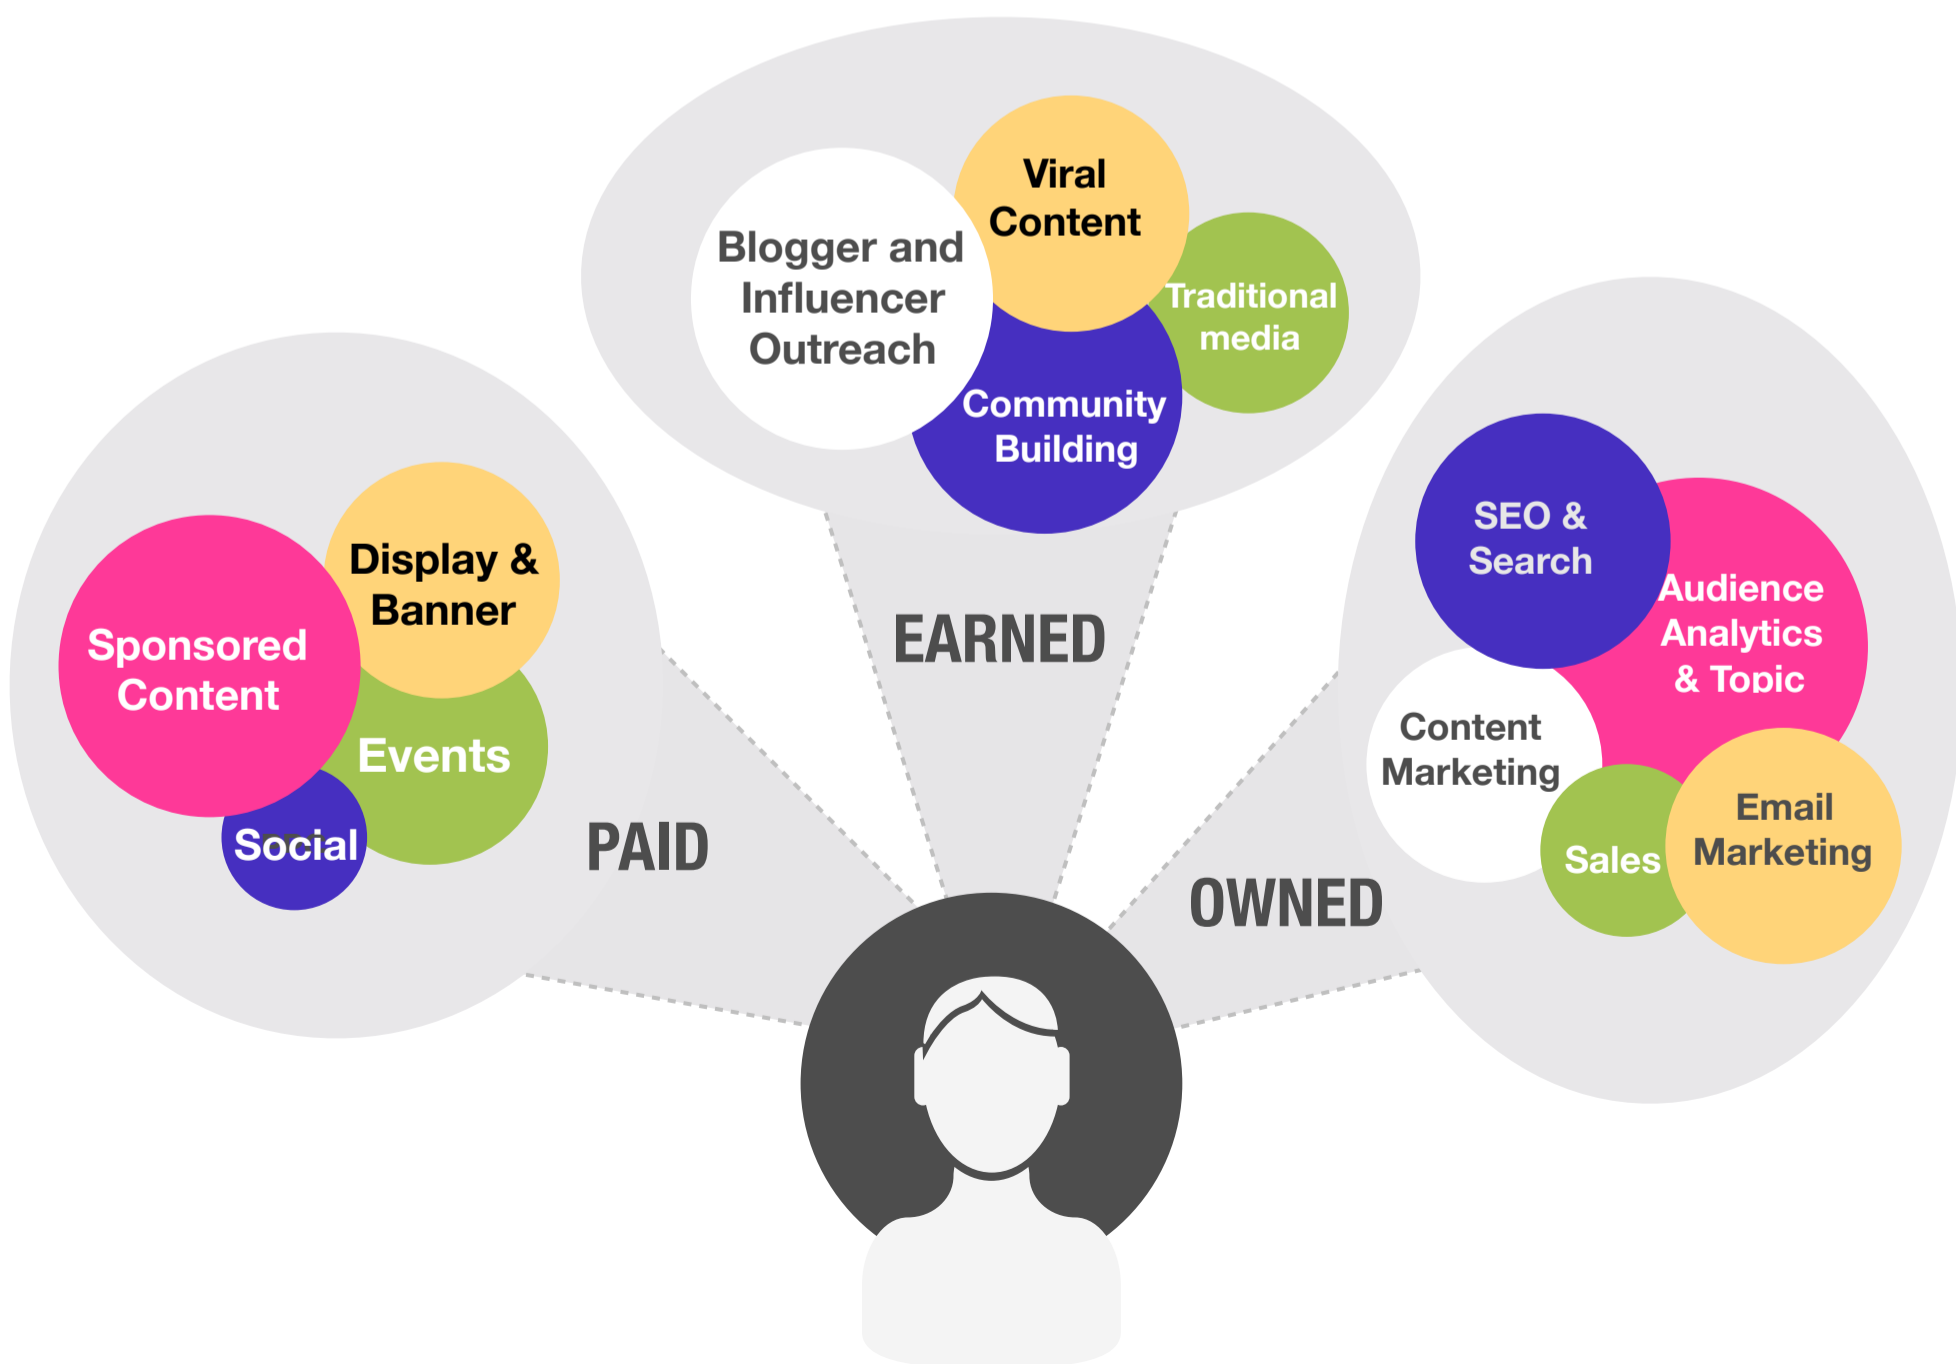 Viral
Content
Blogger and
Influencer
Outreach
Traditional
media
Community
Building
EARNED
Display &
Banner
Sponsored
Content
Events
Social
PAID
SEO &
Search
Audience
Analytics
& Topic
Content
Marketing
Email
Marketing
Sales
OWNED